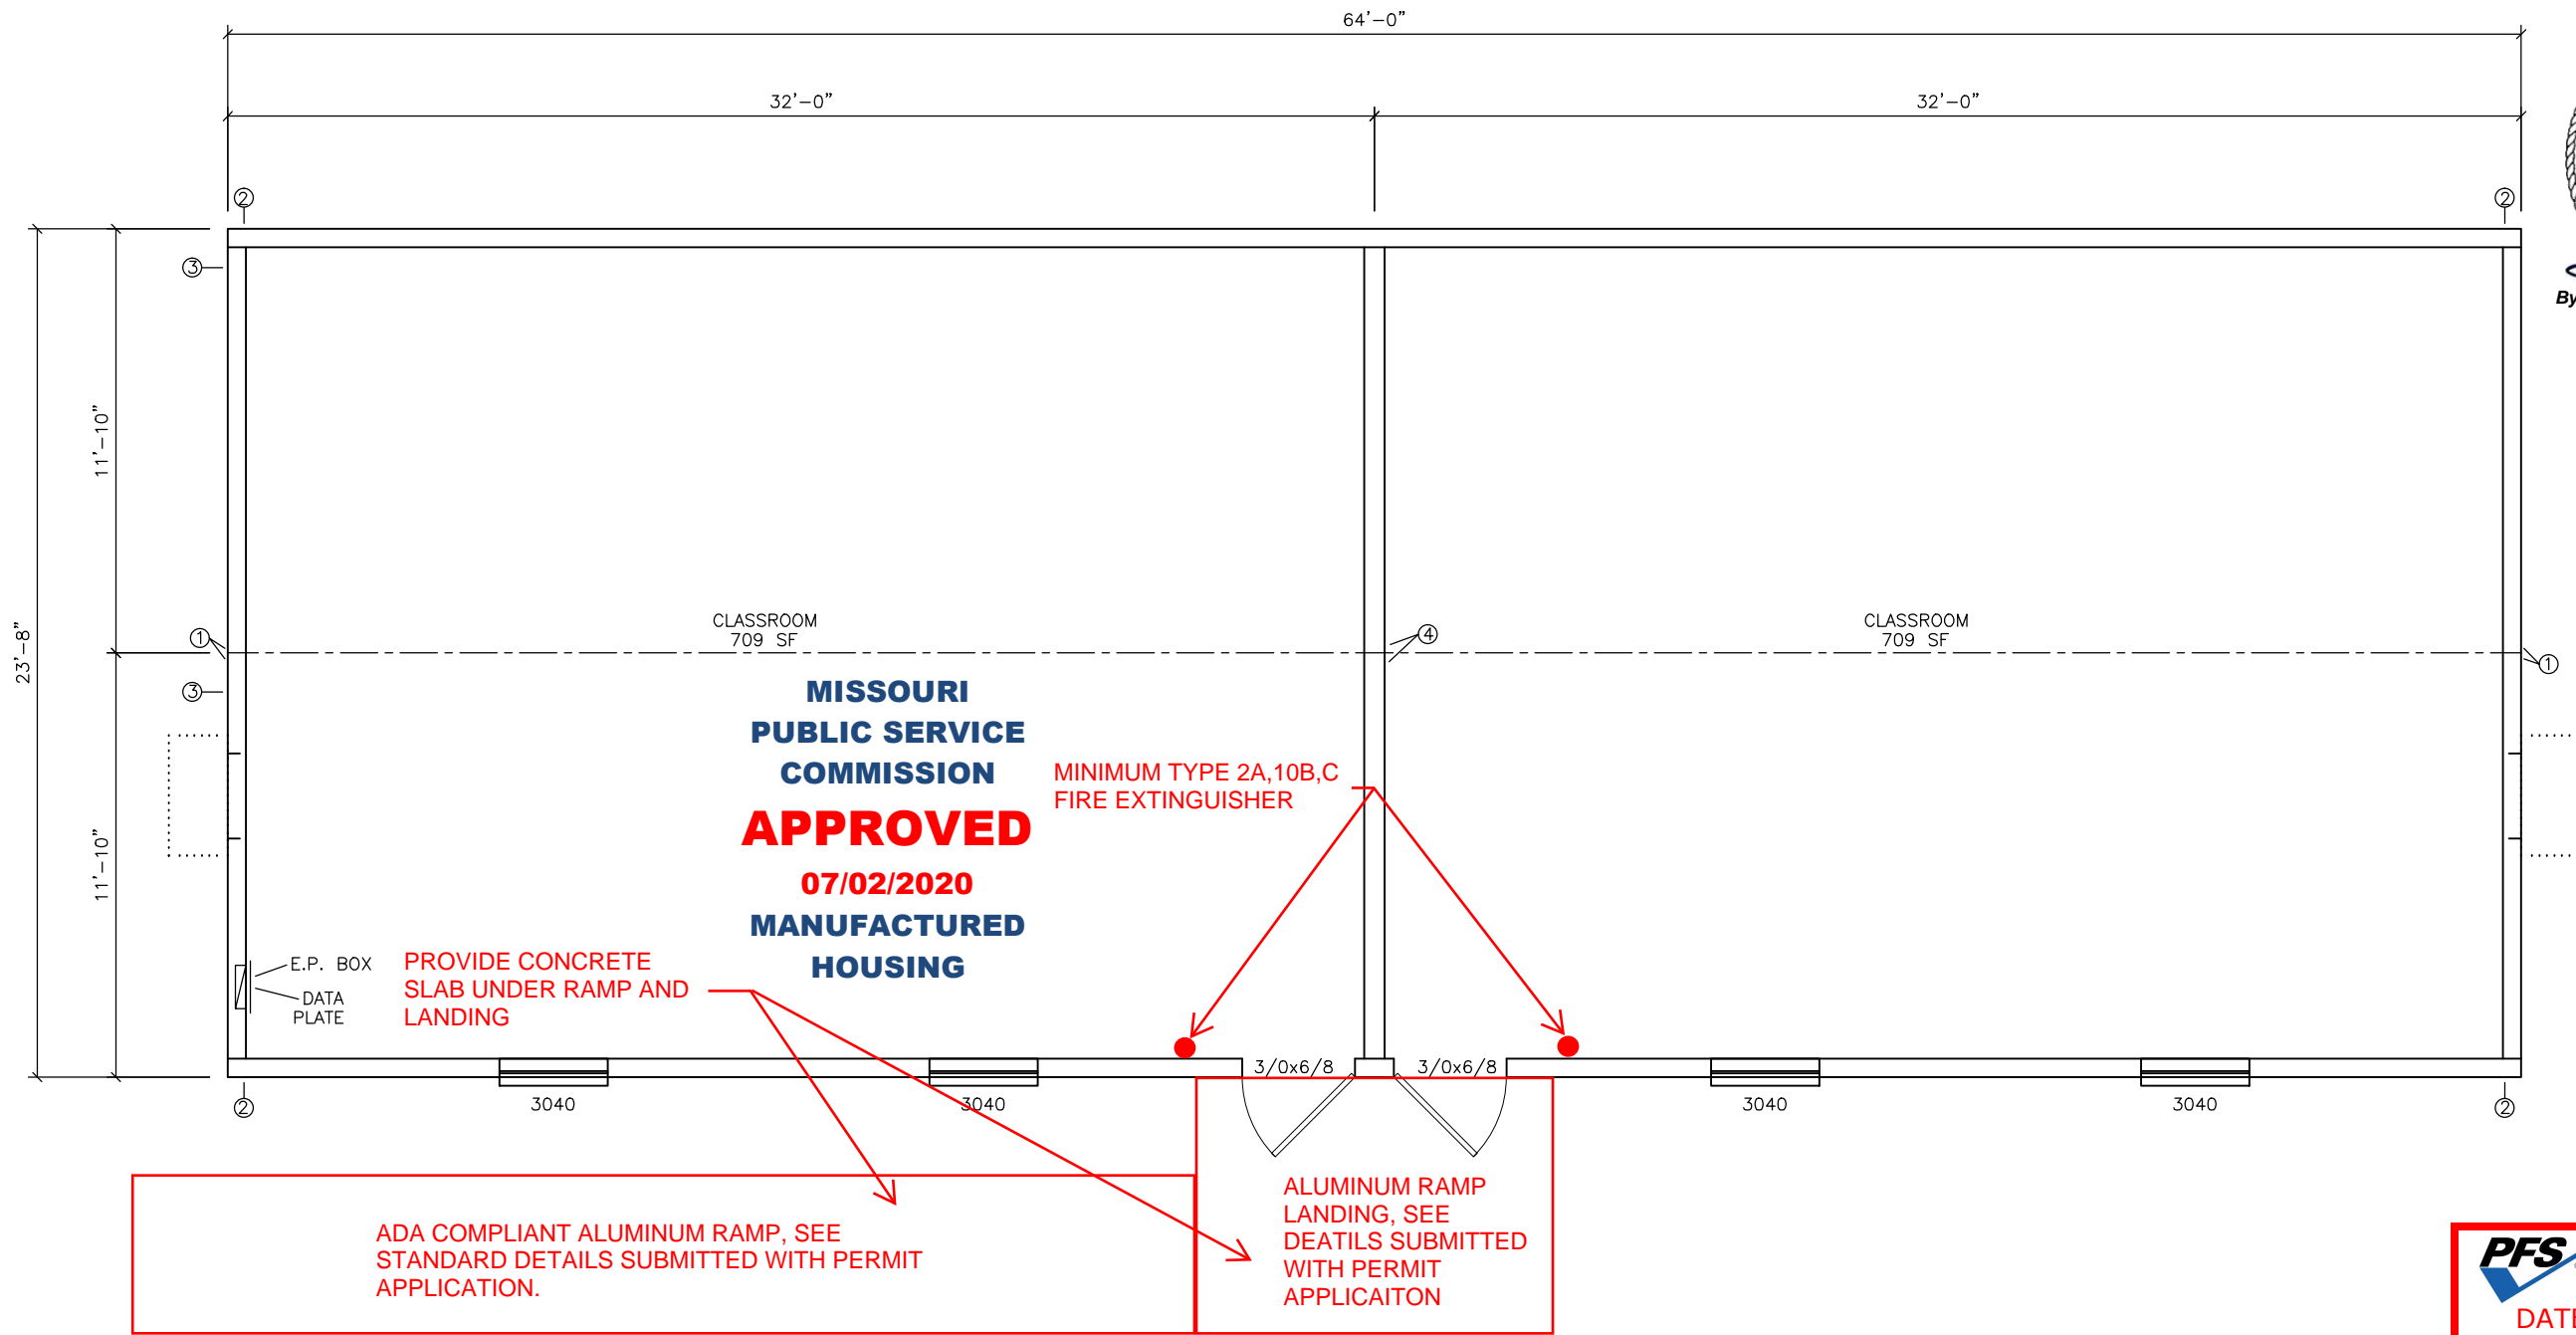 64'-0"
32'-0"
32'-0"
2
2
By
3
11'-10"
23'-8"
CLASSROOM
709 SF
CLASSROOM
709 SF
1
4
1
3
MISSOURI
PUBLIC SERVICE
COMMISSION
APPROVED
07/02/2020
MANUFACTURED
HOUSING
MINIMUM TYPE 2A,10B,C
FIRE EXTINGUISHER
11'-10"
E.P. BOX
DATA
PLATE
PROVIDE CONCRETE
SLAB UNDER RAMP AND
LANDING
3/0x6/8
3/0x6/8
2
3040
3040
3040
3040
2
ADA COMPLIANT ALUMINUM RAMP, SEE
STANDARD DETAILS SUBMITTED WITH PERMIT
APPLICATION.
ALUMINUM RAMP
LANDING, SEE
DEATILS SUBMITTED
WITH PERMIT
APPLICAITON
PFS
DATE